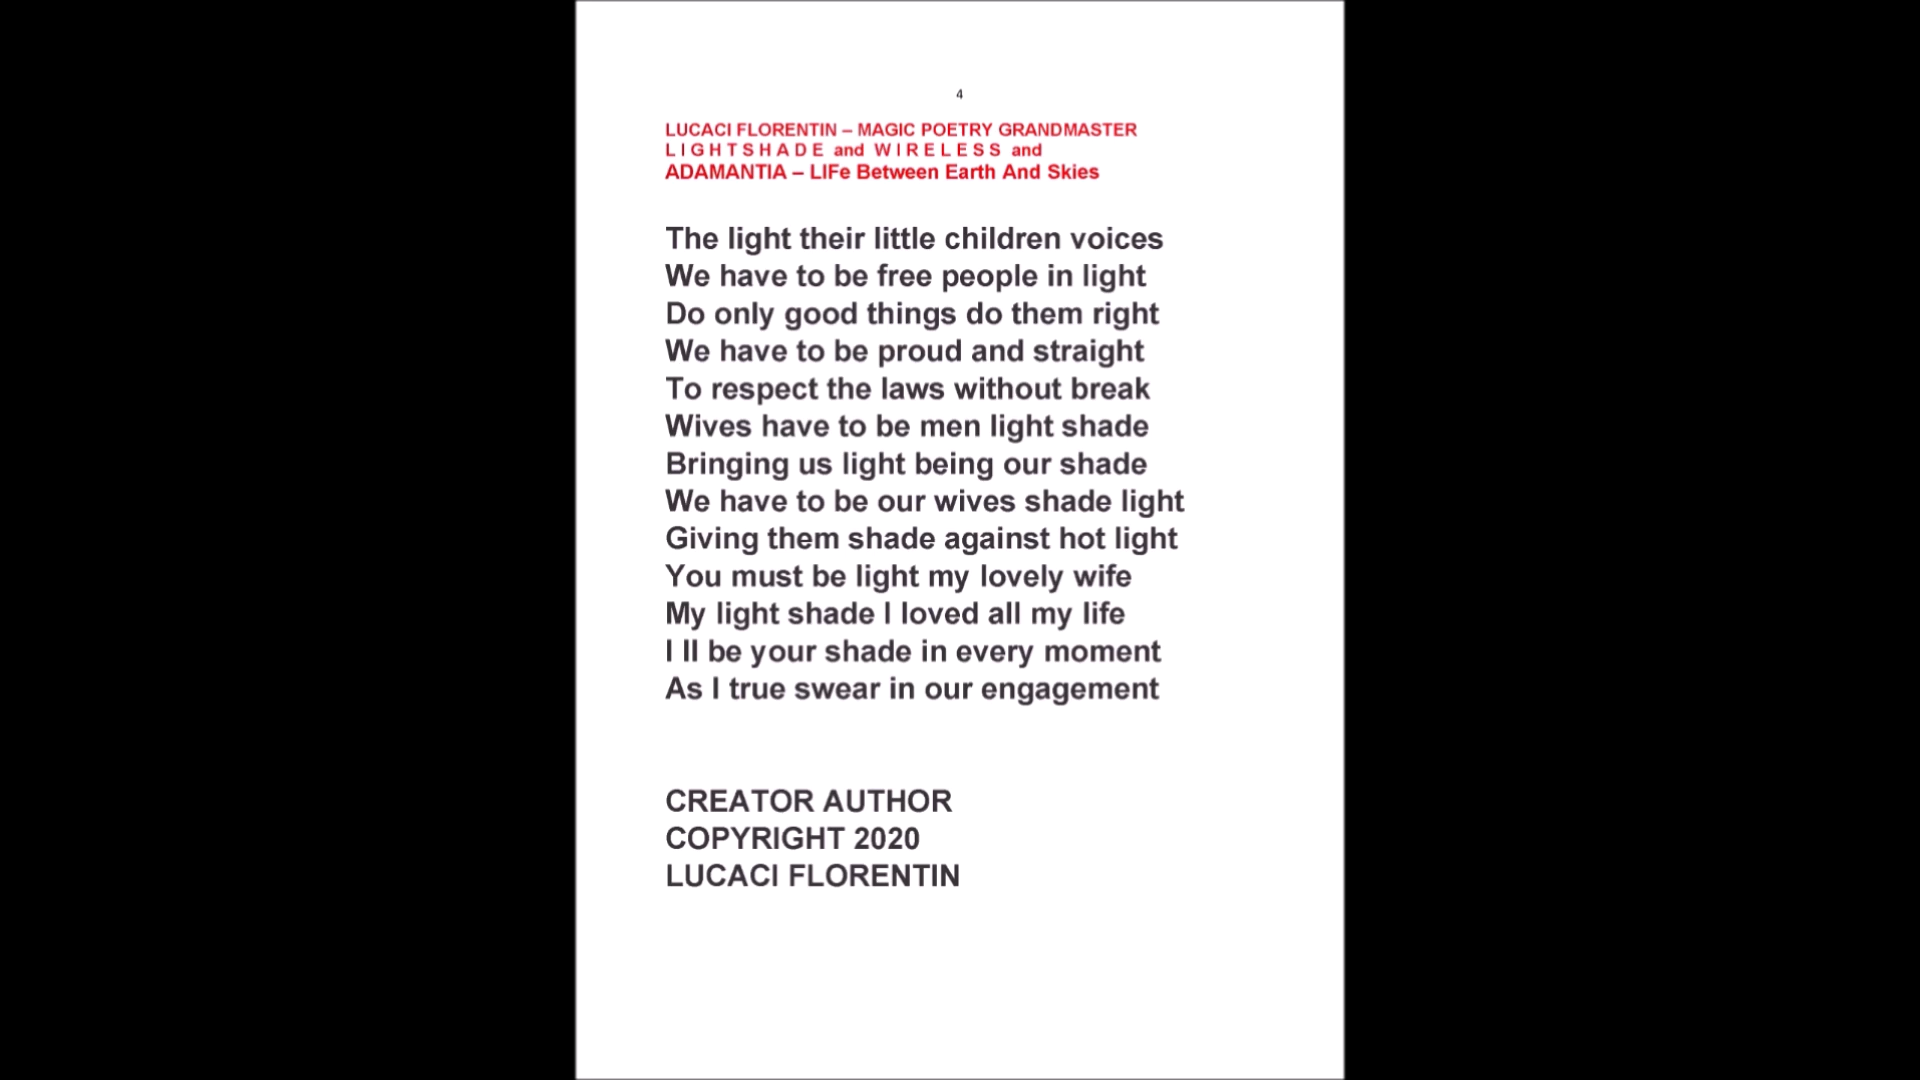 4
LUCACI FLORENTIN – MAGIC POETRY GRANDMASTER
L I G H T S H A D E and W I R E L E S S and
ADAMANTIA – LIFe Between Earth And Skies
The light their little children voices
We have to be free people in light
Do only good things do them right
We have to be proud and straight
To respect the laws without break
Wives have to be men light shade
Bringing us light being our shade
We have to be our wives shade light
Giving them shade against hot light
You must be light my lovely wife
My light shade I loved all my life
I ll be your shade in every moment
As I true swear in our engagement
CREATOR AUTHOR
COPYRIGHT 2020
LUCACI FLORENTIN